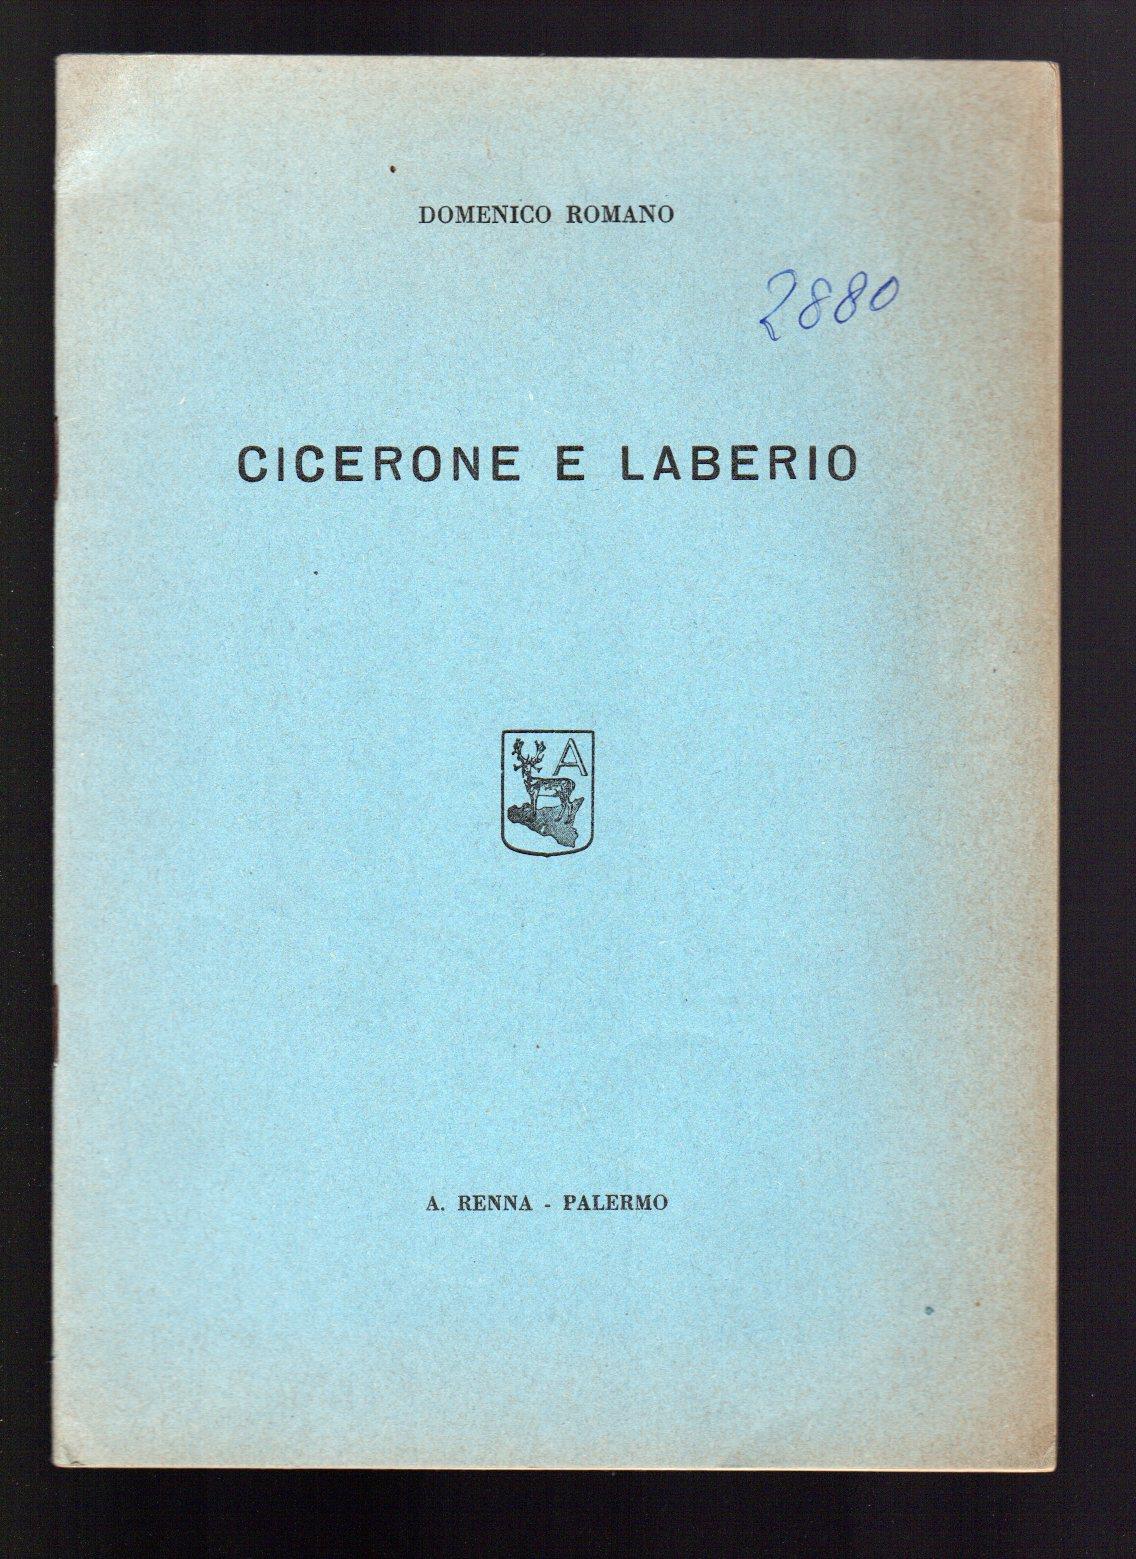 DOMENICO ROMANO
2880
CICERONE E LABERIO
A
A. RENNA - PALERMO